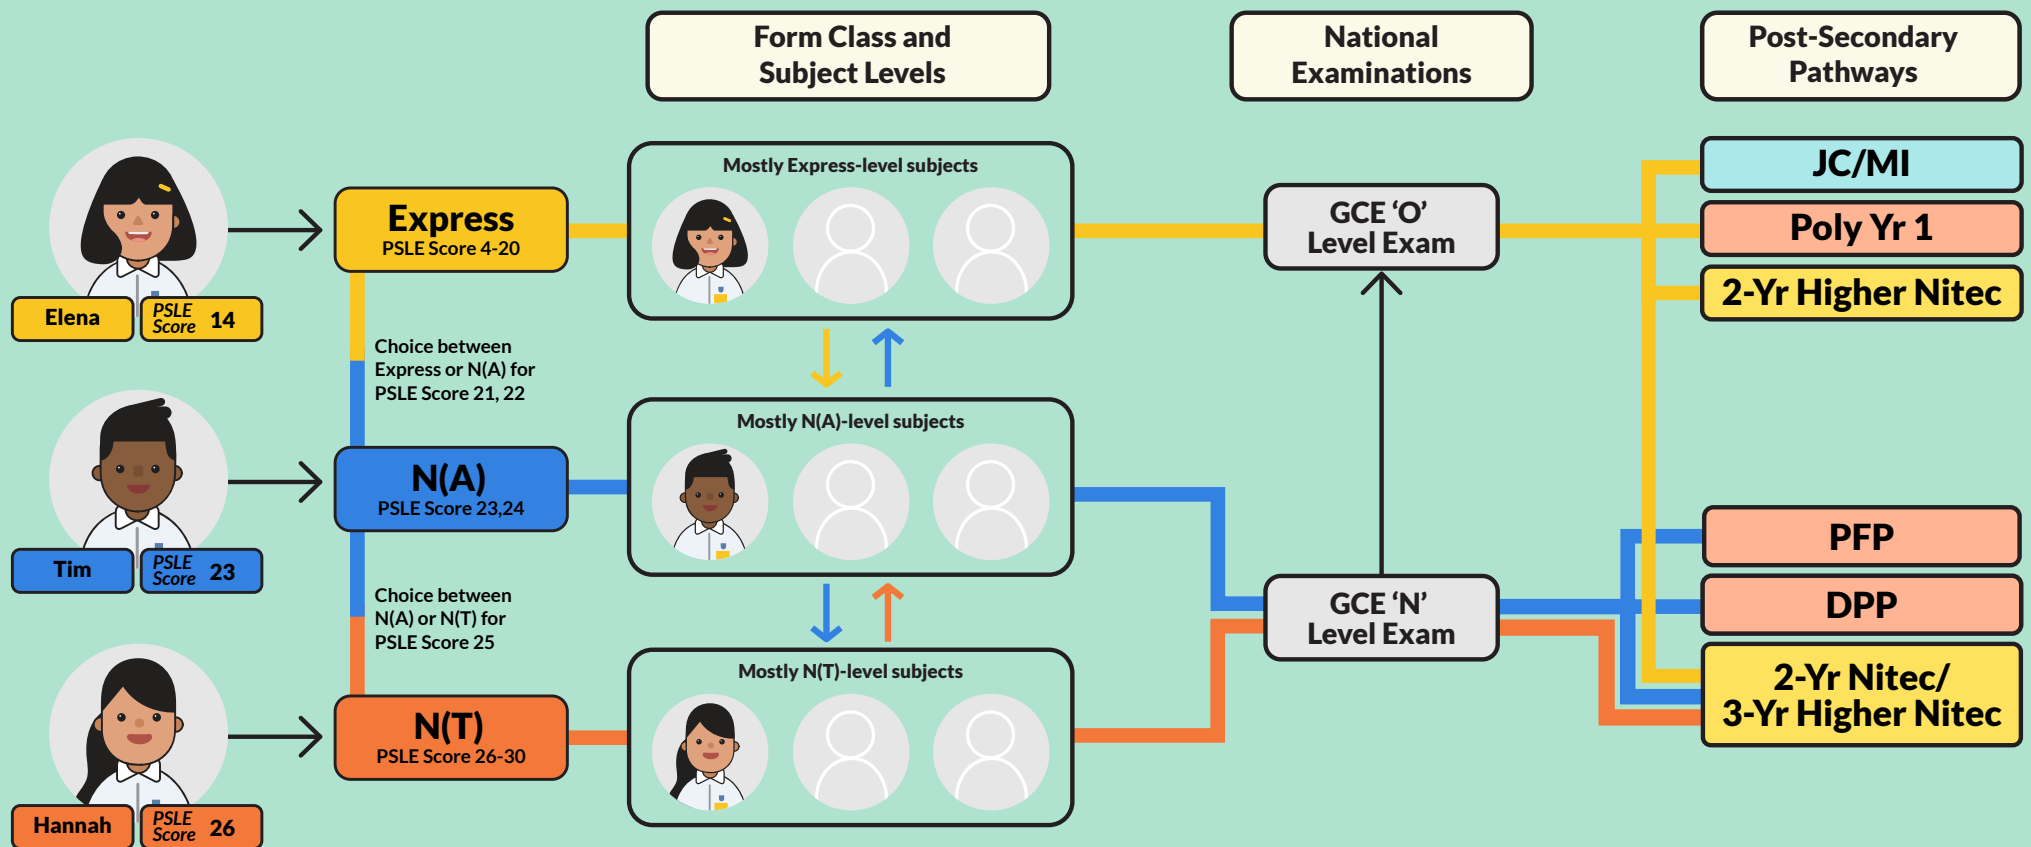 Form Class and
Subject Levels
National
Examinations
Post-Secondary
Pathways
Elena
PSLE
Score
14
Express
PSLE Score 4-20
Mostly Express-level subjects
GCE ‘O’
Level Exam
JC/MI
Poly Yr 1
2-Yr Higher Nitec
Choice between
Express or N(A) for
PSLE Score 21, 22
Tim
PSLE
Score
23
N(A)
PSLE Score 23,24
Mostly N(A)-level subjects
Choice between
N(A) or N(T) for
PSLE Score 25
GCE ‘N’
Level Exam
PFP
DPP
2-Yr Nitec/
3-Yr Higher Nitec
Hannah
PSLE
Score
26
N(T)
PSLE Score 26-30
Mostly N(T)-level subjects